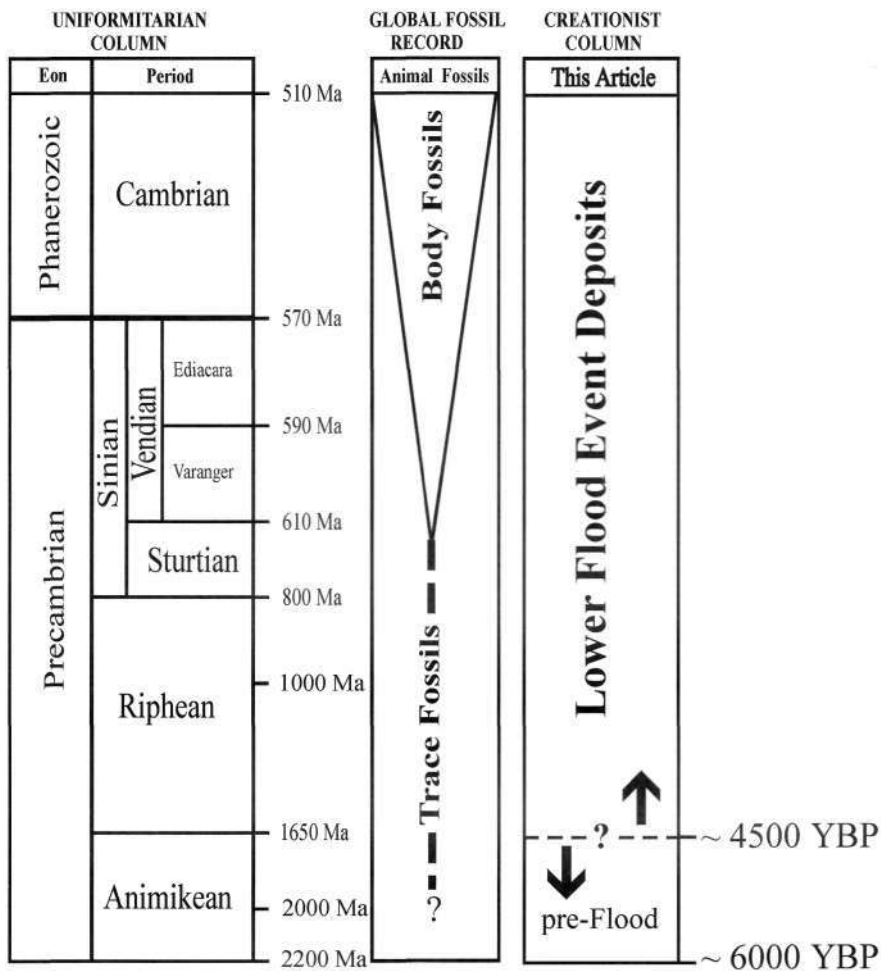 UNIFORMITARIAN
COLUMN
Eon
Period
Phanerozoic
Precambrian
Cambrian
Sinian
Vendian
Ediacara
Varanger
Sturtian
Riphean
Animikean
510 Ma
570 Ma
590 Ma
610 Ma
800 Ma
1000 Ma
1650 Ma
2000 Ma
2200 Ma
GLOBAL FOSSIL
RECORD
Animal Fossils
Body Fossils
Trace Fossils
?
CREATIONIST
COLUMN
This Article
Lower Flood Event Deposits
?
~ 4500 YBP
pre-Flood
~ 6000 YBP